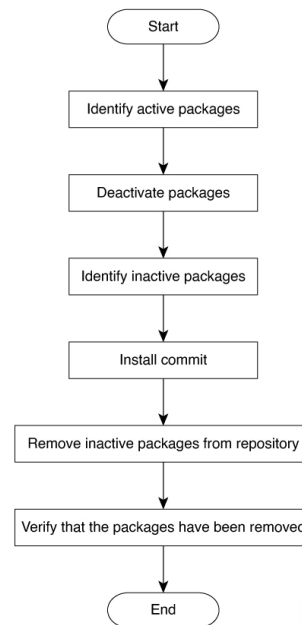 Start
Identify active packages
Deactivate packages
Identify inactive packages
Install commit
Remove inactive packages from repository
Verify that the packages have been removed
End